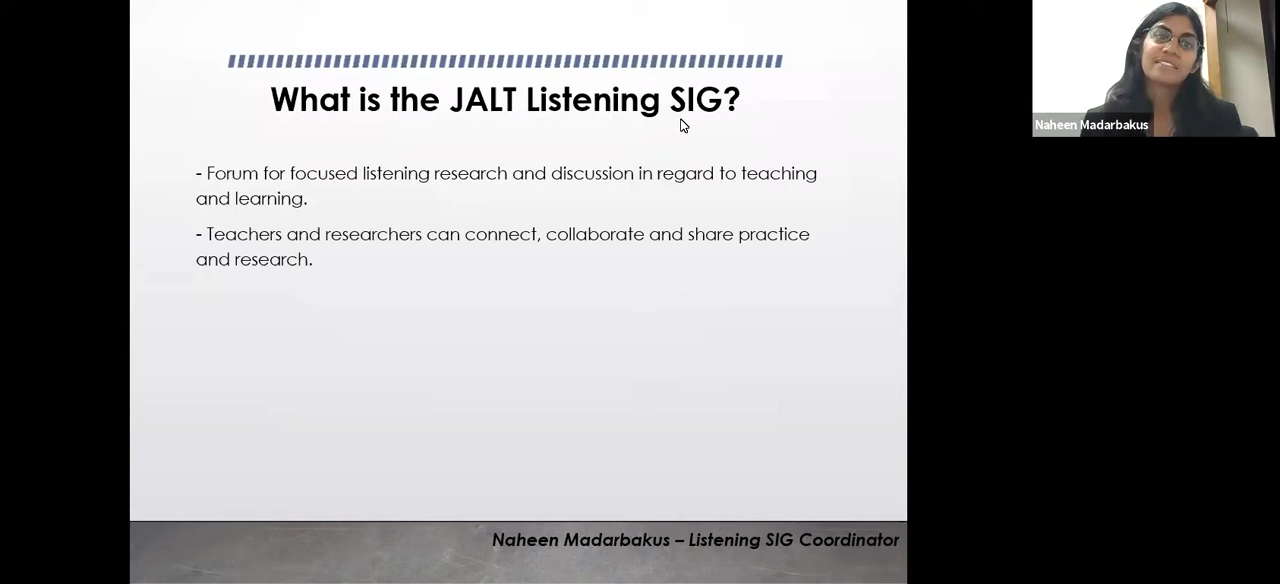 What is the JALT Listening SIG?
- Forum for focused listening research and discussion in regard to teaching
and learning.
- Teachers and researchers can connect, collaborate and share practice
and research.
Naheen Madarbakus – Listening SIG Coordinator
Naheen Madarbakus